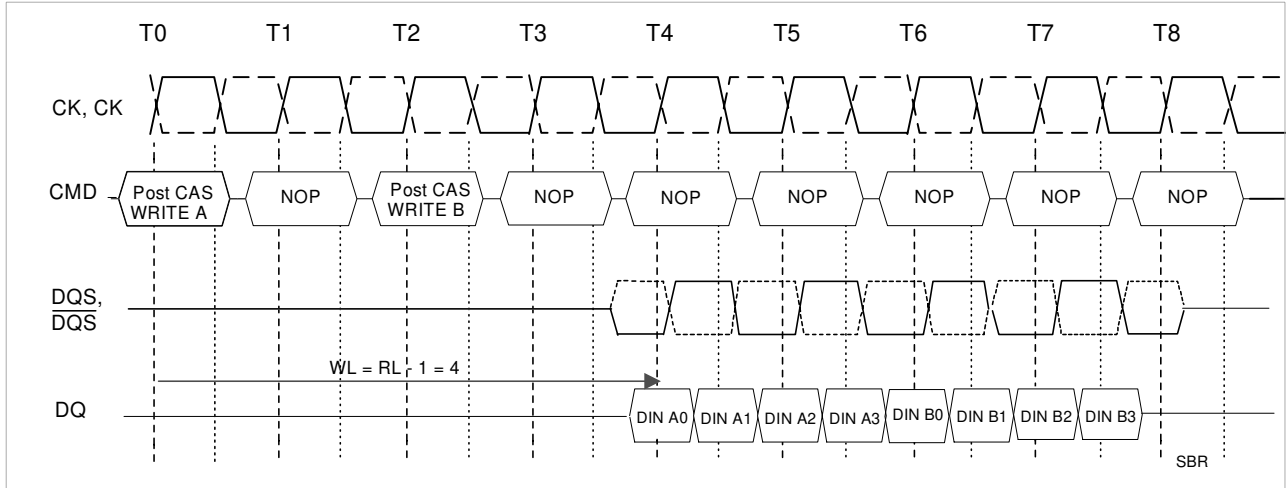 T0 T1 T2 T3 T4 T5 T6 T7 T8
CK, CK
CMD
Post CAS
WRITE A
NOP
Post CAS
WRITE B
NOP
NOP
NOP
NOP
NOP
NOP
DQS,
DQS
WL = RL - 1 = 4
DQ
DIN A0 DIN A1 DIN A2 DIN A3 DIN B0 DIN B1 DIN B2 DIN B3
SBR